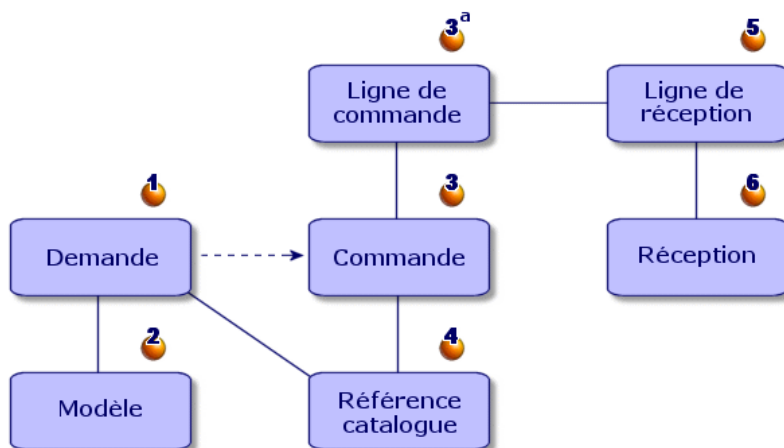 3a
5
Ligne de
commande
Ligne de
réception
1
3
6
Demande
Commande
Réception
2
4
Modèle
Référence
catalogue